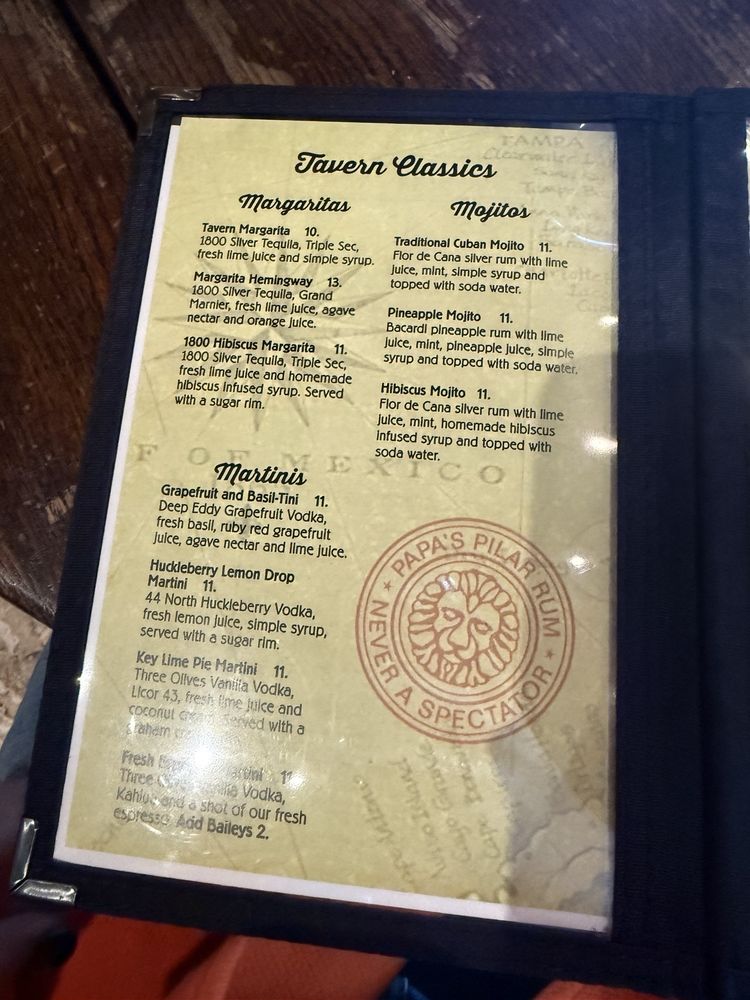 Tavern Classics
Margaritas
Tavern Margarita 10.
1800 Silver Tequila, Triple Sec,
fresh lime juice and simple syrup.
Margarita Hemingway 13.
1800 Silver Tequila, Grand
Marnier, fresh lime juice, agave
nectar and orange juice.
1800 Hibiscus Margarita 11.
1800 Silver Tequila, Triple Sec,
fresh lime juice and homemade
hibiscus infused syrup. Served
with a sugar rim.
Mojitos
Traditional Cuban Mojito 11.
Flor de Cana silver rum with lime
juice, mint, simple syrup and
topped with soda water.
Pineapple Mojito 11.
Bacardi pineapple rum with lime
juice, mint, pineapple juice, simple
syrup and topped with soda water.
Hibiscus Mojito 11.
Flor de Cana silver rum with lime
juice, mint, homemade hibiscus
infused syrup and topped with
soda water.
Martinis
Grapefruit and Basil-Tini 11.
Deep Eddy Grapefruit Vodka,
fresh basil, ruby red grapefruit
juice, agave nectar and lime juice.
Huckleberry Lemon Drop
Martini 11.
44 North Huckleberry Vodka,
fresh lemon juice, simple syrup,
served with a sugar rim.
Key Lime Pie Martini 11.
Three Olives Vanilla Vodka,
Licor 43, fresh lime juice and
coconut cream. Served with a
graham
Fresh Martini 11
Three Vanilla Vodka,
Kahlua and a shot of our fresh
espresso. Add Baileys 2.
F OF MEXICO
TAMPA
PAPA'S PILAR RUM
NEVER A SPECTATOR